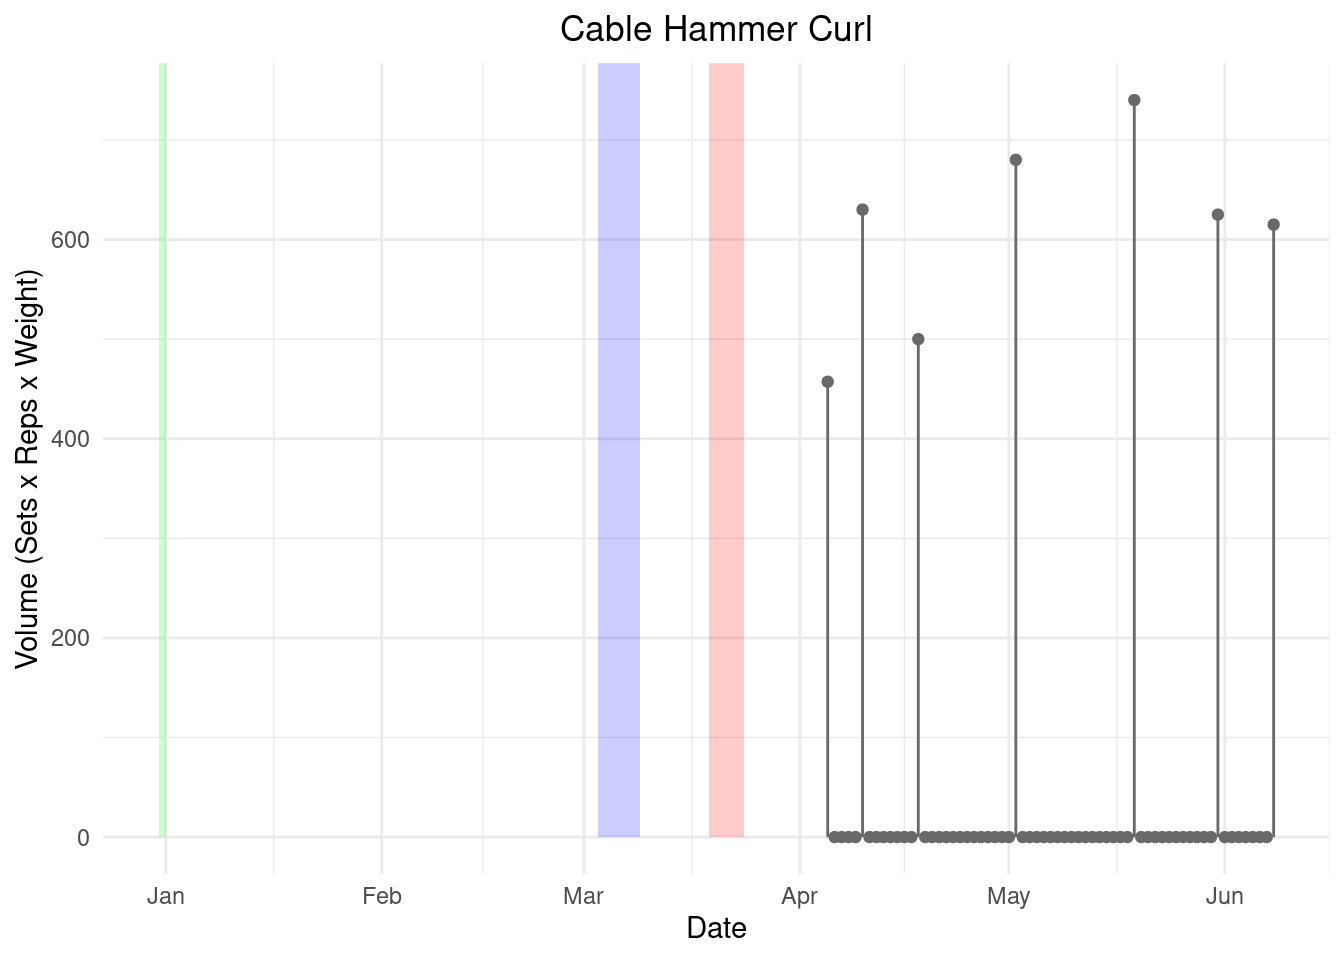 Cable Hammer Curl
Volume (Sets x Reps x Weight)
600
400
200
0
Jan Feb Mar Apr May Jun
Date